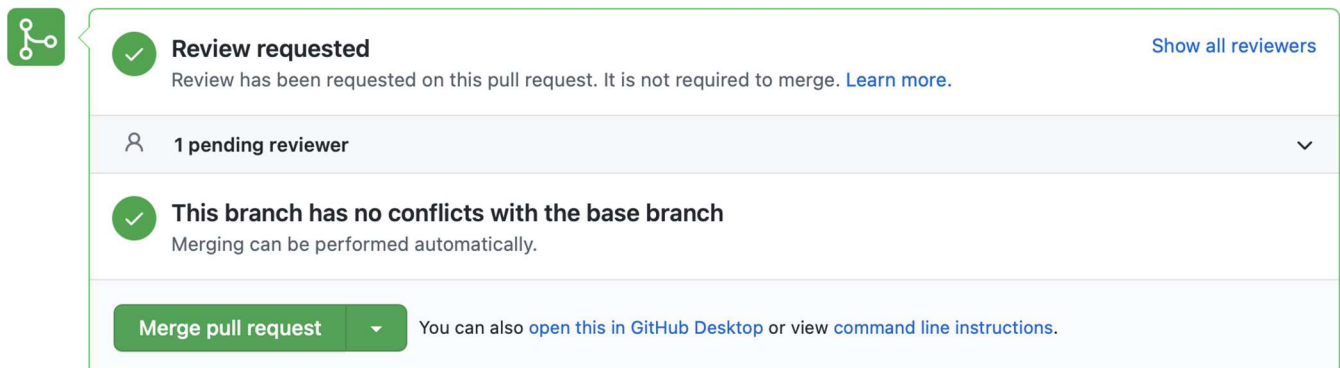 Review requested
Show all reviewers
Review has been requested on this pull request. It is not required to merge. Learn more.
1 pending reviewer
This branch has no conflicts with the base branch
Merging can be performed automatically.
Merge pull request
You can also open this in GitHub Desktop or view command line instructions.